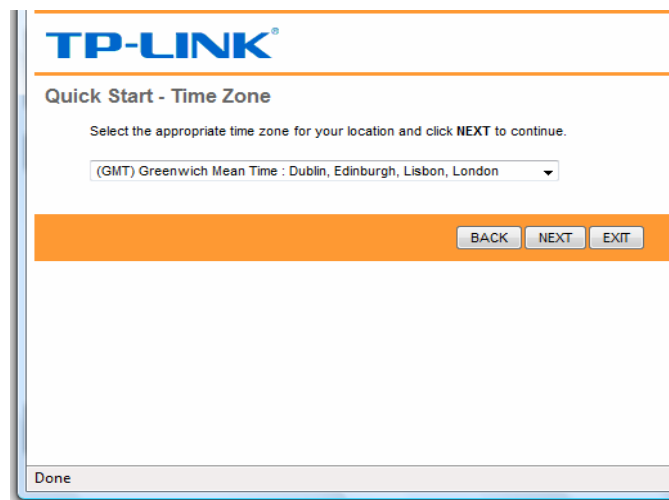 TP-LINK®
Quick Start - Time Zone
Select the appropriate time zone for your location and click NEXT to continue.
(GMT) Greenwich Mean Time : Dublin, Edinburgh, Lisbon, London
BACK NEXT EXIT
Done